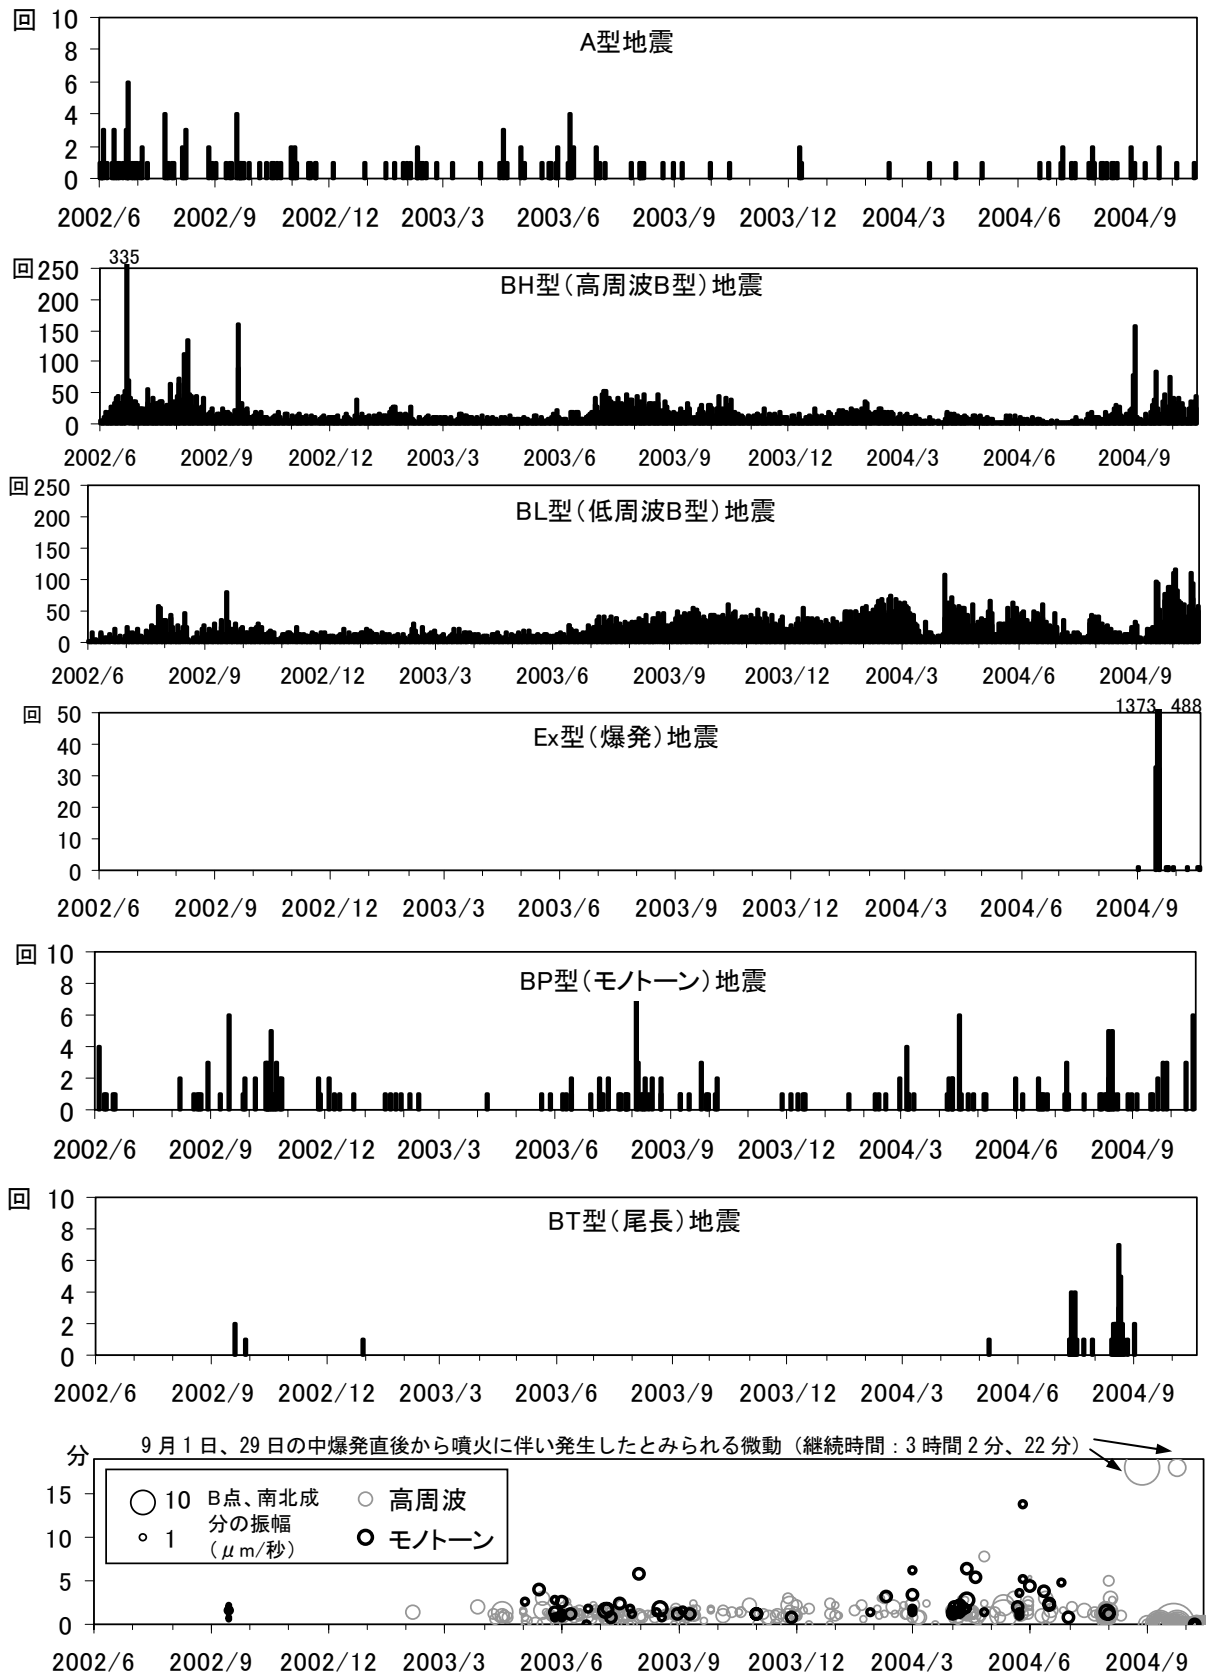 回 10
A型地震
8
6
4
2
0
2002/6 2002/9 2002/12 2003/3 2003/6 2003/9 2003/12 2004/3 2004/6 2004/9
335
回 250
BH型（高周波B型）地震
200
150
100
50
0
2002/6 2002/9 2002/12 2003/3 2003/6 2003/9 2003/12 2004/3 2004/6 2004/9
回 250
BL型（低周波B型）地震
200
150
100
50
0
2002/6 2002/9 2002/12 2003/3 2003/6 2003/9 2003/12 2004/3 2004/6 2004/9
1373 488
回 50
Ex型（爆発）地震
40
30
20
10
0
2002/6 2002/9 2002/12 2003/3 2003/6 2003/9 2003/12 2004/3 2004/6 2004/9
回 10
BP型（モノトーン）地震
8
6
4
2
0
2002/6 2002/9 2002/12 2003/3 2003/6 2003/9 2003/12 2004/3 2004/6 2004/9
回 10
BT型（尾長）地震
8
6
4
2
0
2002/6 2002/9 2002/12 2003/3 2003/6 2003/9 2003/12 2004/3 2004/6 2004/9
9月1日、29日の中爆発直後から噴火に伴い発生したとみられる微動（継続時間：3時間2分、22分）
分
15
10
5
0
10 B点、南北成 高周波
分の振幅
1 （μm/秒） モノトーン
2002/6 2002/9 2002/12 2003/3 2003/6 2003/9 2003/12 2004/3 2004/6 2004/9